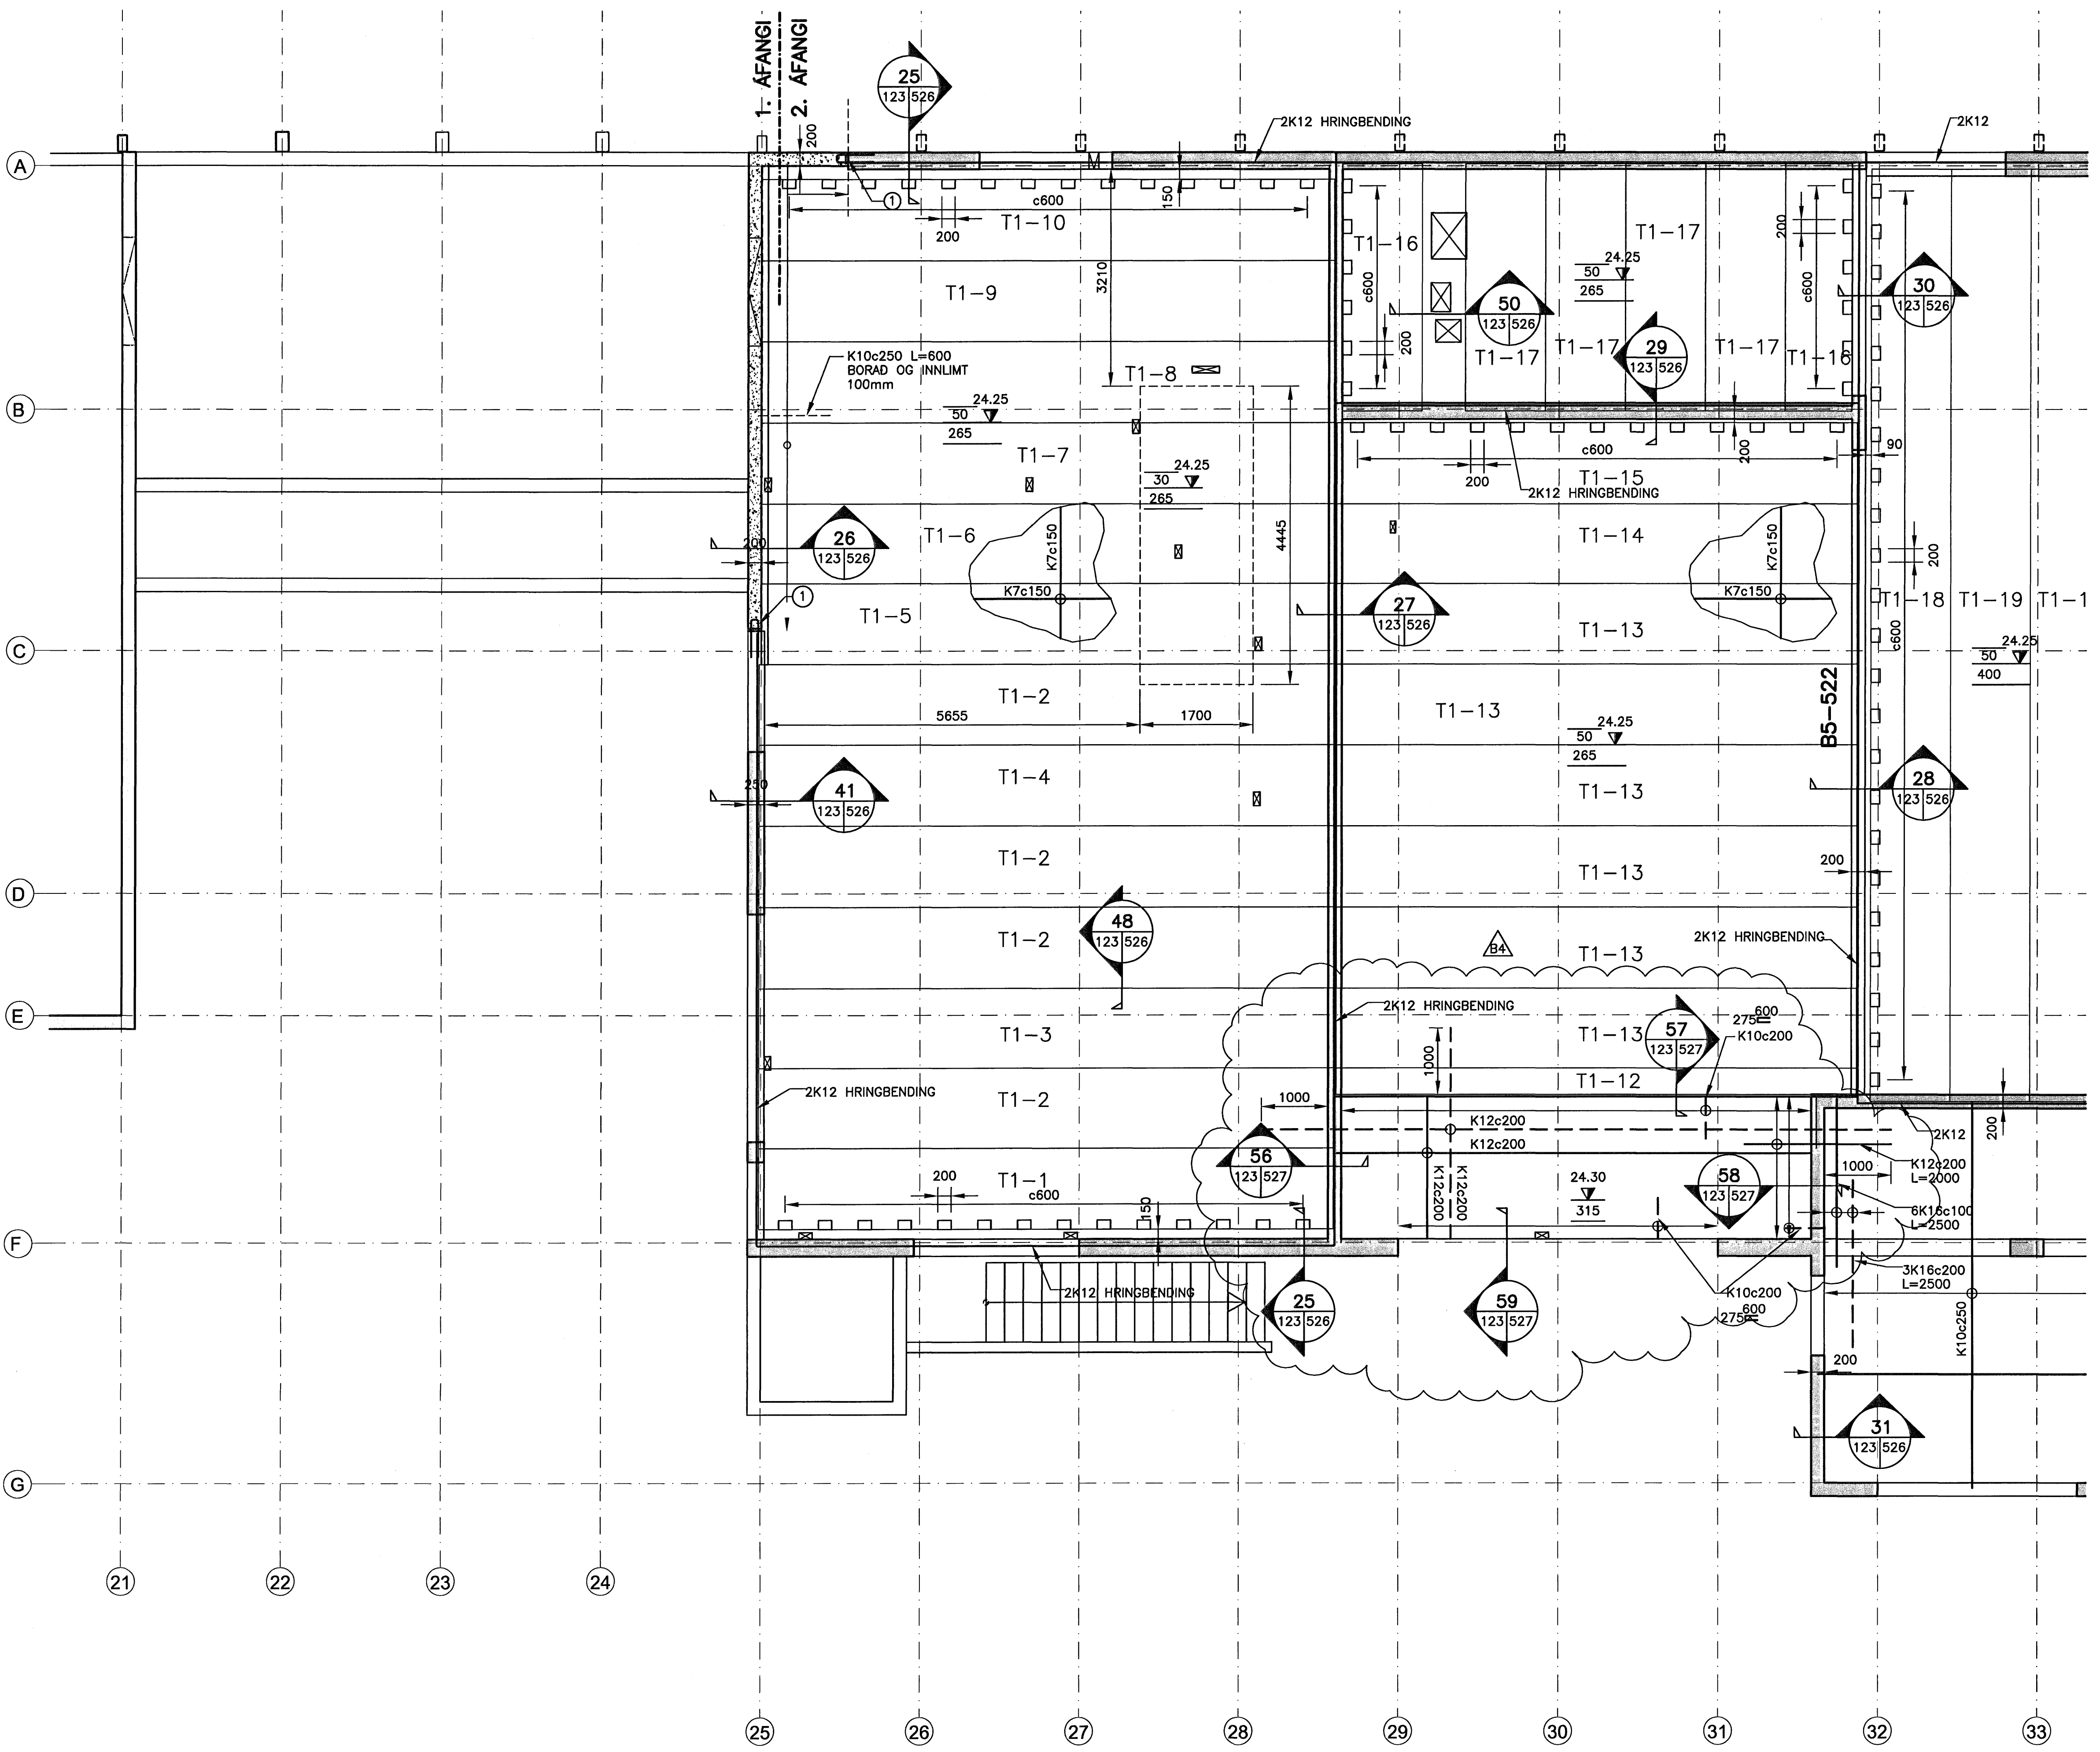 1. ÁFANGI
2. ÁFANGI
25
123 526
200
2K12 HRINGBENDING
2K12
A
M
150
1
c600
T1-10
200
3210
T1-9
T1-16
c600
200
T1-17
24.25
50
265
200
c600
50
123 526
29
123 526
30
123 526
T1-17
T1-17
T1-17
T1-16
K10c250 L=600
BORAÐ OG INNLIMT
100mm
T1-8
B
24.25
50
265
T1-7
24.25
30
265
c600
200
T1-15
2K12 HRINGBENDING
200
90
26
123 526
200
T1-6
K7c150
K7c150
4445
T1-14
K7c150
K7c150
200
1
T1-5
27
123 526
T1-13
T1-18
T1-19
T1-1
c600
C
24.25
50
400
T1-2
5655
1700
T1-13
24.25
50
265
B5-522
T1-4
250
41
123 526
T1-13
28
123 526
T1-2
T1-13
200
D
T1-2
48
123 526
B4
T1-13
2K12 HRINGBENDING
E
T1-3
2K12 HRINGBENDING
T1-13
57
123 527
600
275
K10c200
1000
T1-12
2K12 HRINGBENDING
T1-2
1000
K12c200
K12c200
2K12
200
56
123 527
K12c200
K12c200
58
123 527
1000
K12c200
L=2000
T1-1
200
c600
150
24.30
315
6K16c100
L=2500
F
3K16c200
L=2500
2K12 HRINGBENDING
25
123 526
59
123 527
K10c200
600
275
K10c250
200
31
123 526
G
21
22
23
24
25
26
27
28
29
30
31
32
33